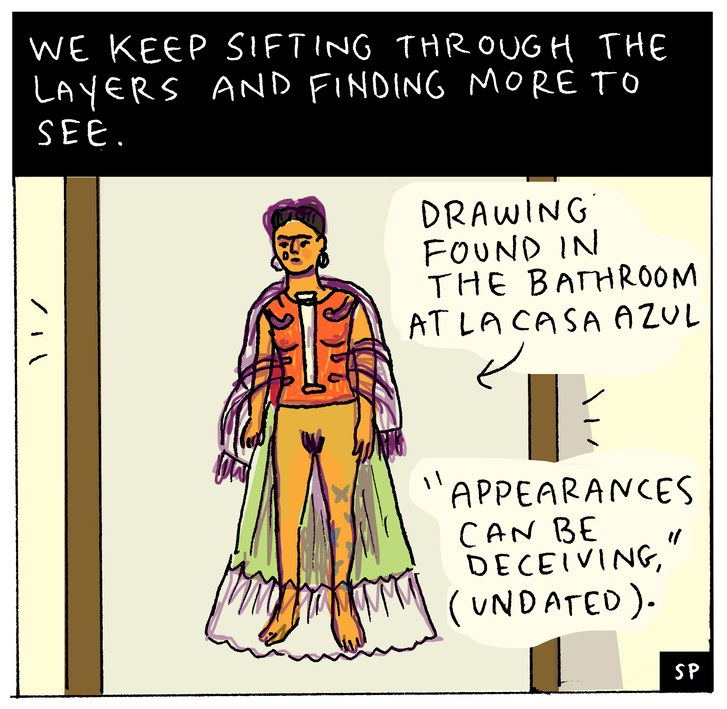 WE KEEP SIFTING THROUGH THE
LAYERS AND FINDING MORE TO
SEE.
DRAWING
FOUND IN
THE BATHROOM
AT LA CASA AZUL
"APPEARANCES
CAN BE
DECEIVING,"
(UNDATED).
SP